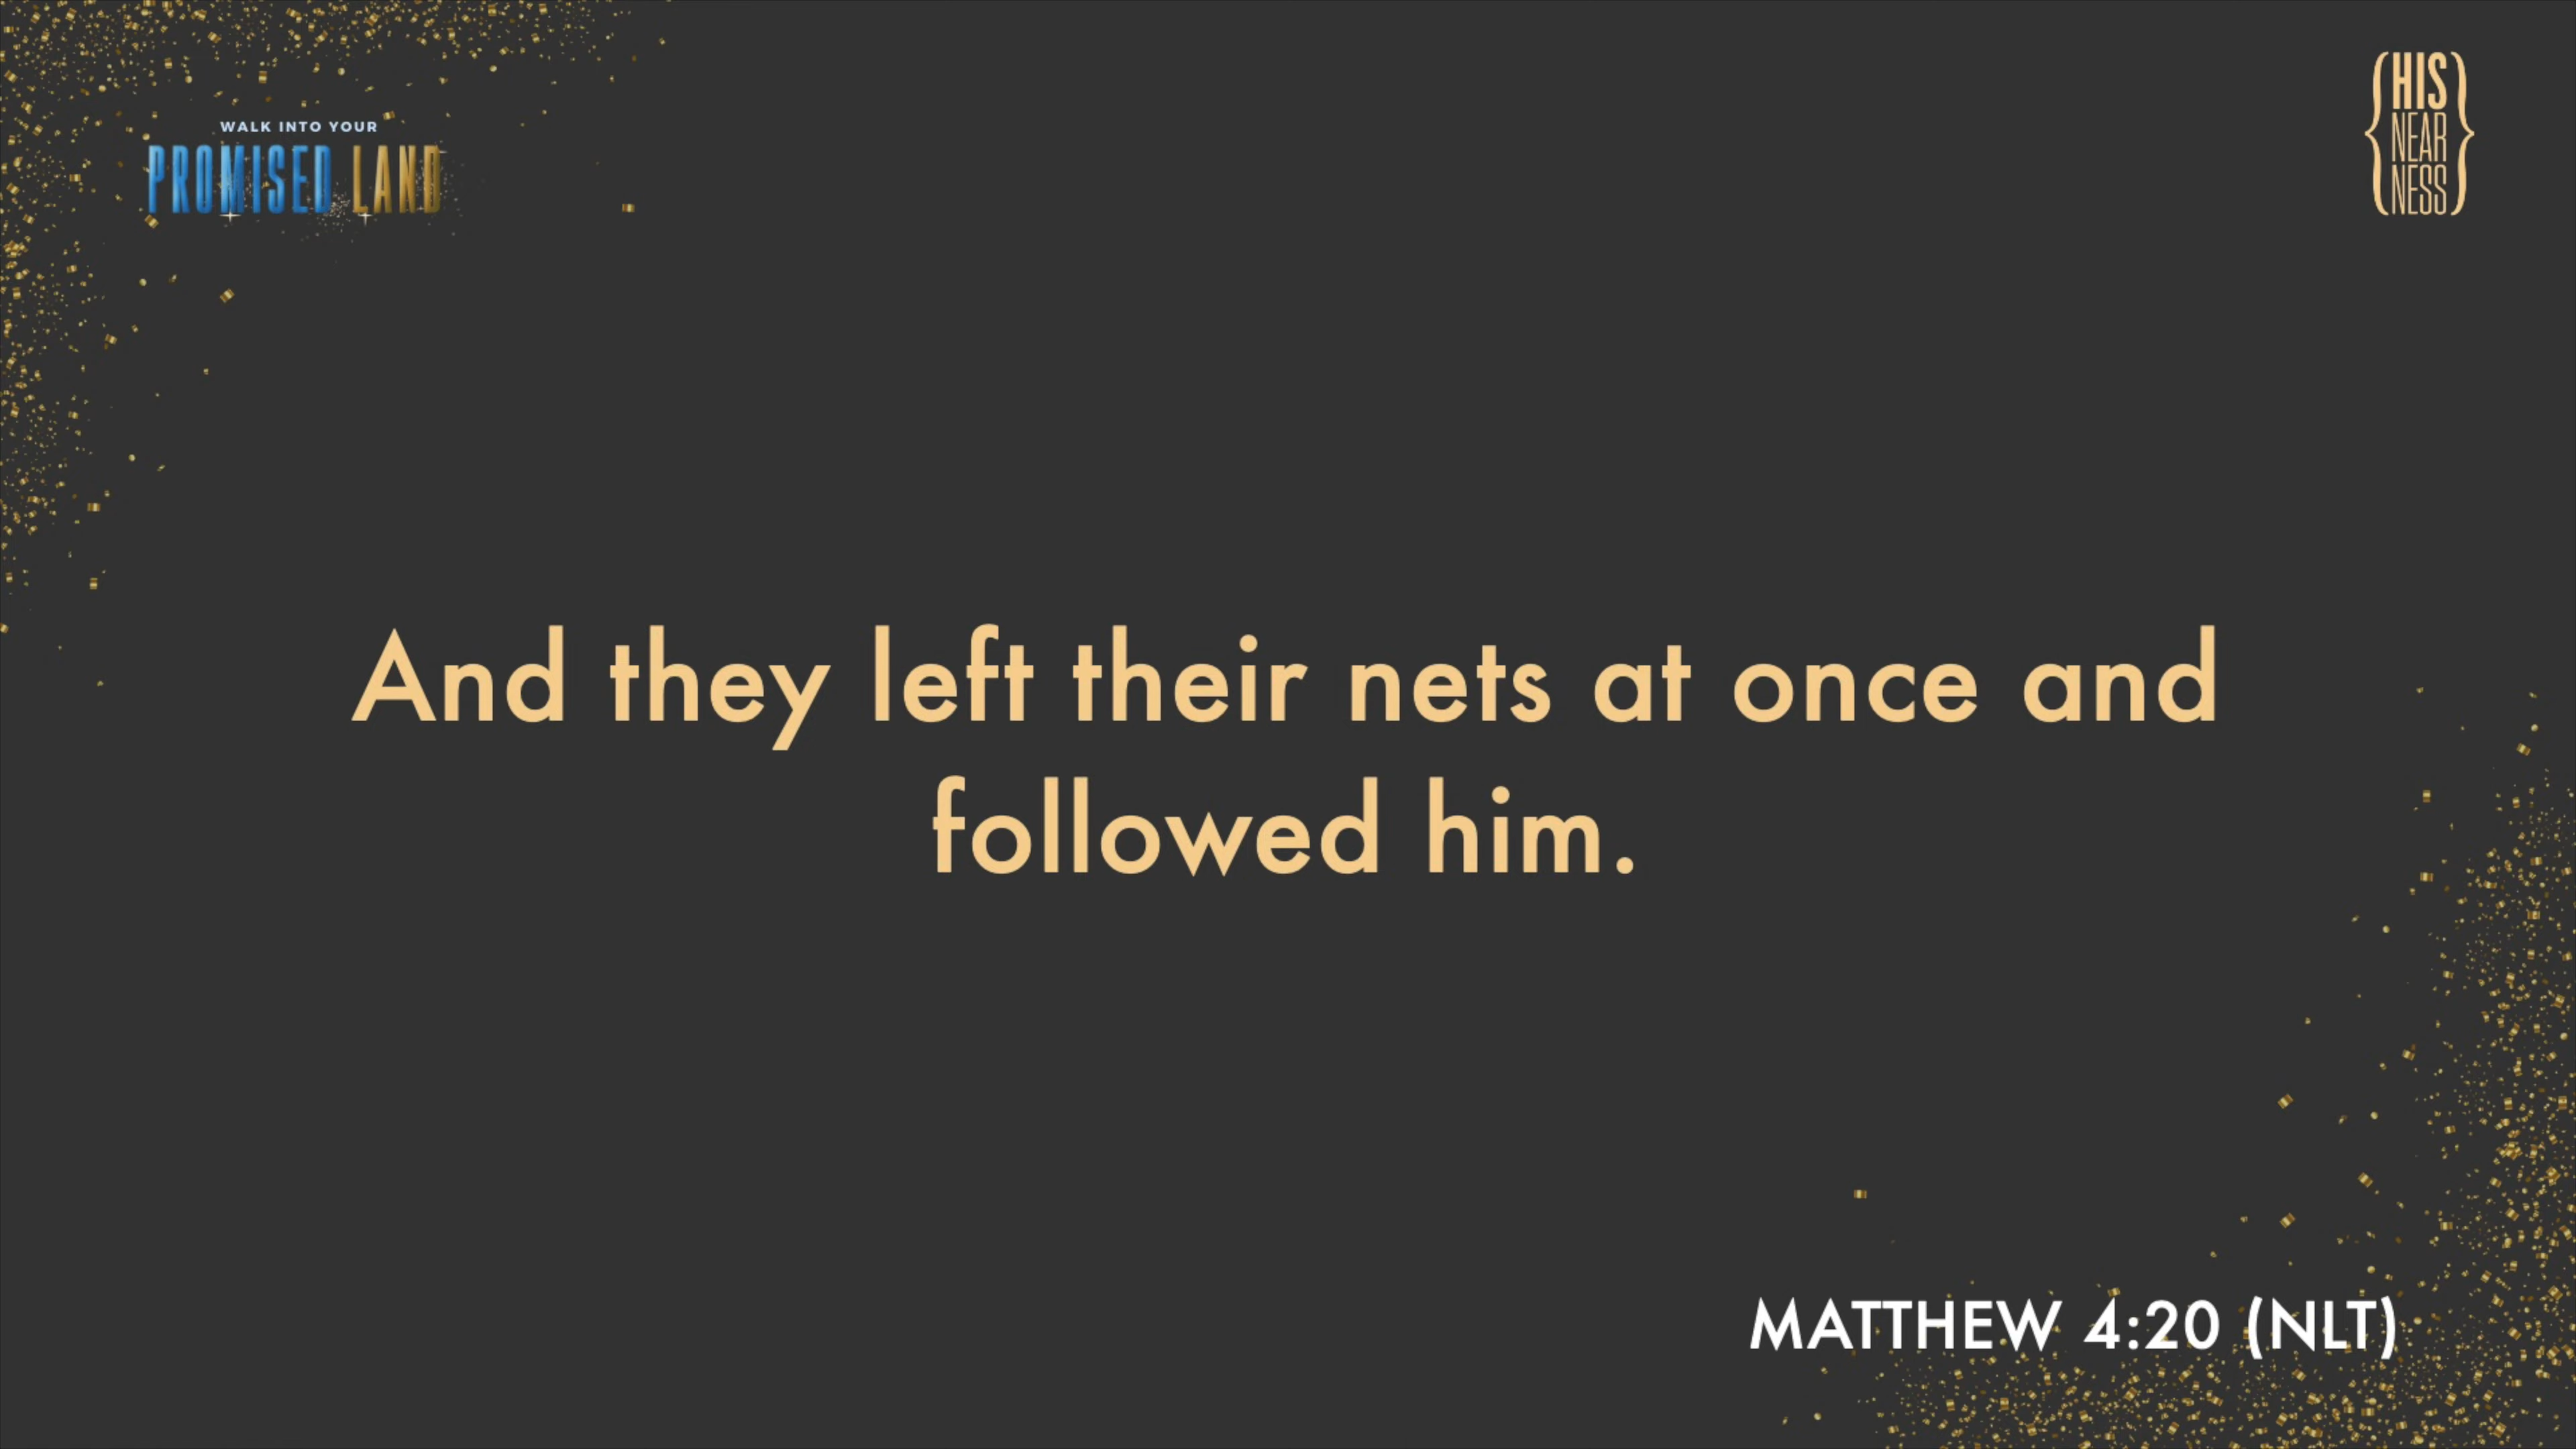 WALK INTO YOUR
PROMISED LAND
{HIS
NEAR
NESS}
And they left their nets at once and
followed him.
MATTHEW 4:20 (NLT)